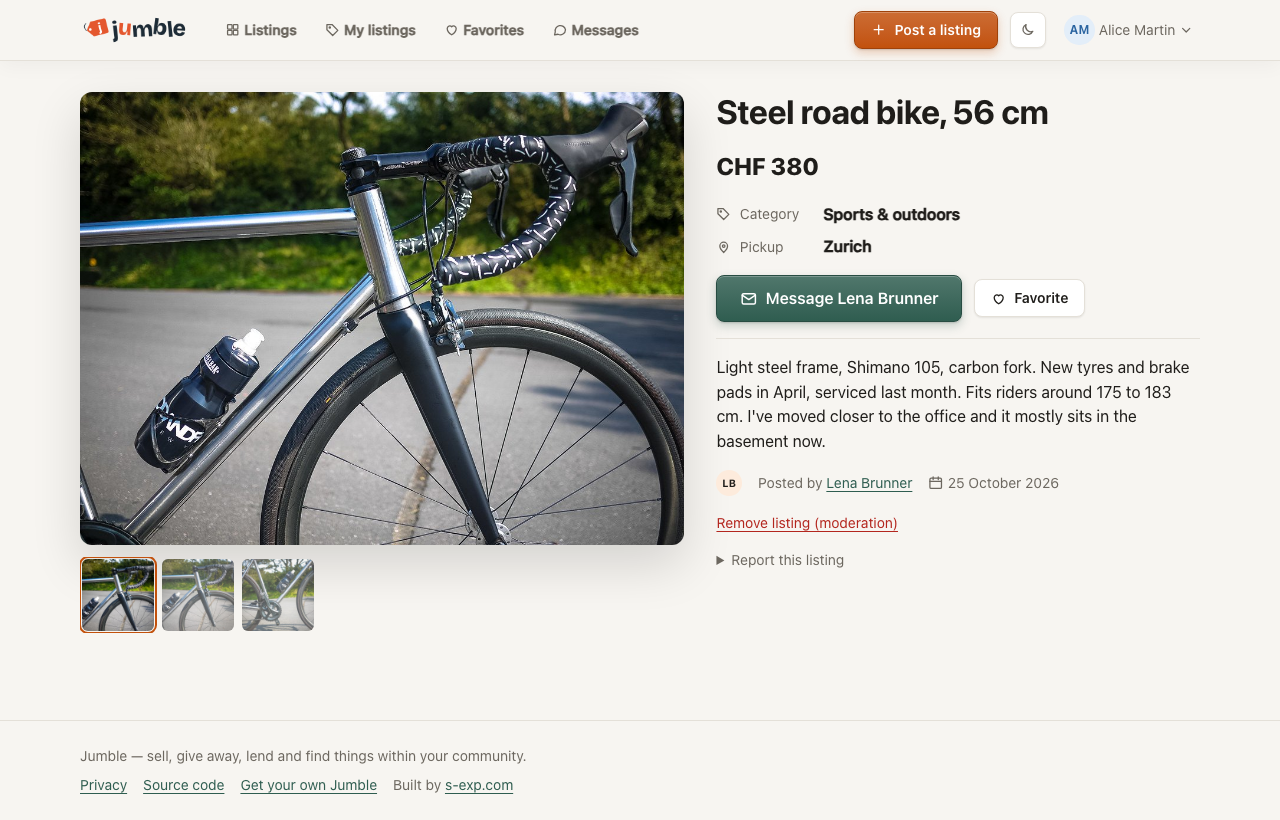 jumble
Listings
My listings
Favorites
Messages
Post a listing
AM
Alice Martin
Steel road bike, 56 cm
CHF 380
Category
Sports & outdoors
Pickup
Zurich
Message Lena Brunner
Favorite
Light steel frame, Shimano 105, carbon fork. New tyres and brake
pads in April, serviced last month. Fits riders around 175 to 183
cm. I've moved closer to the office and it mostly sits in the
basement now.
LB
Posted by Lena Brunner
25 October 2026
Remove listing (moderation)
Report this listing
Jumble — sell, give away, lend and find things within your community.
Privacy
Source code
Get your own Jumble
Built by s-exp.com